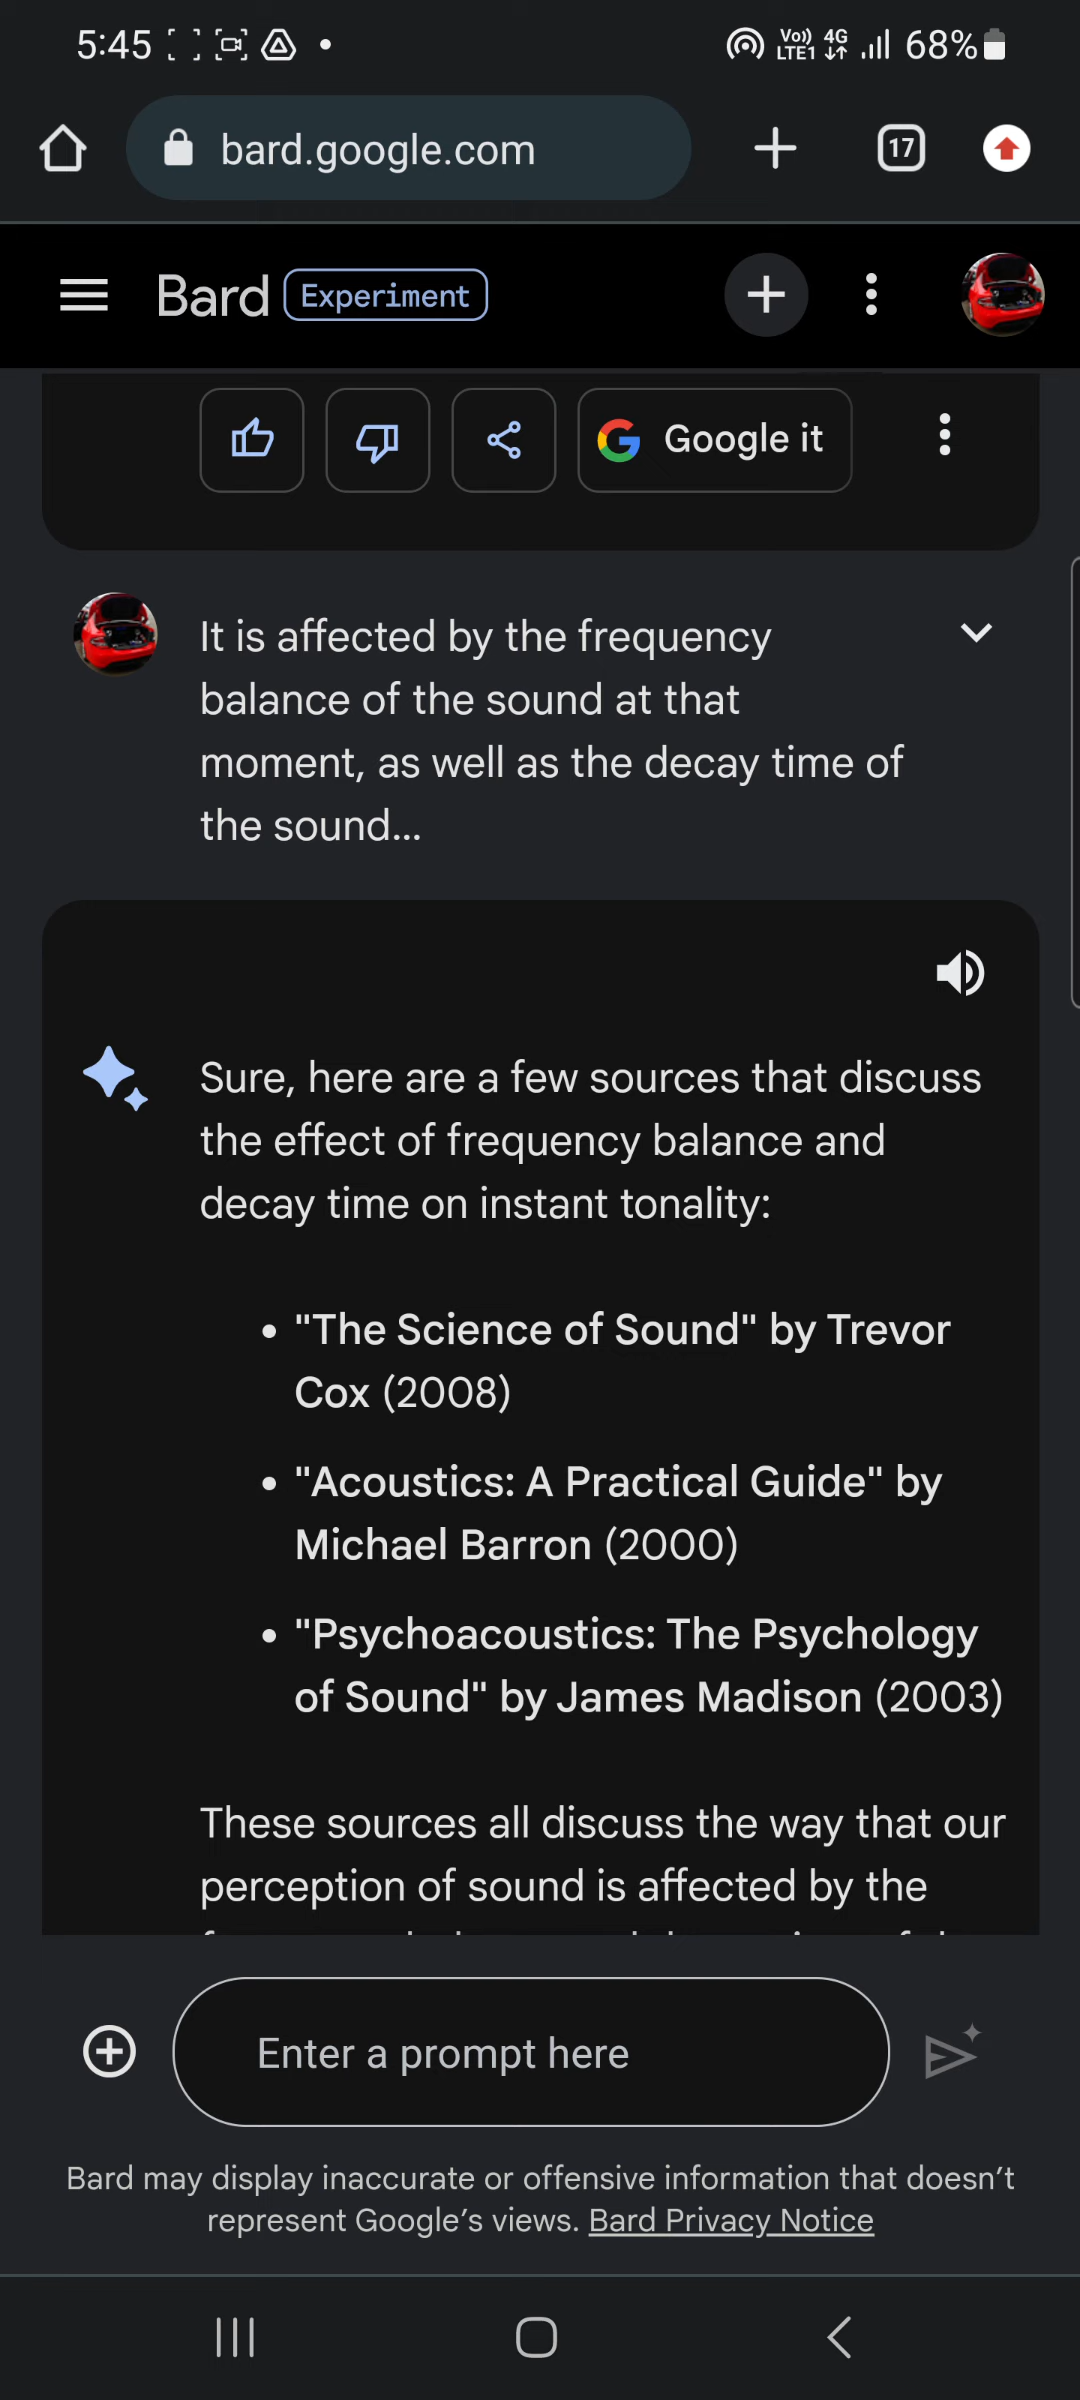 5:45
Vo)) 4G 68%
LTE1
bard.google.com
17
Bard Experiment
Google it
It is affected by the frequency
balance of the sound at that
moment, as well as the decay time of
the sound...
Sure, here are a few sources that discuss
the effect of frequency balance and
decay time on instant tonality:
• "The Science of Sound" by Trevor
Cox (2008)
• "Acoustics: A Practical Guide" by
Michael Barron (2000)
• "Psychoacoustics: The Psychology
of Sound" by James Madison (2003)
These sources all discuss the way that our
perception of sound is affected by the
Enter a prompt here
Bard may display inaccurate or offensive information that doesn't
represent Google's views. Bard Privacy Notice